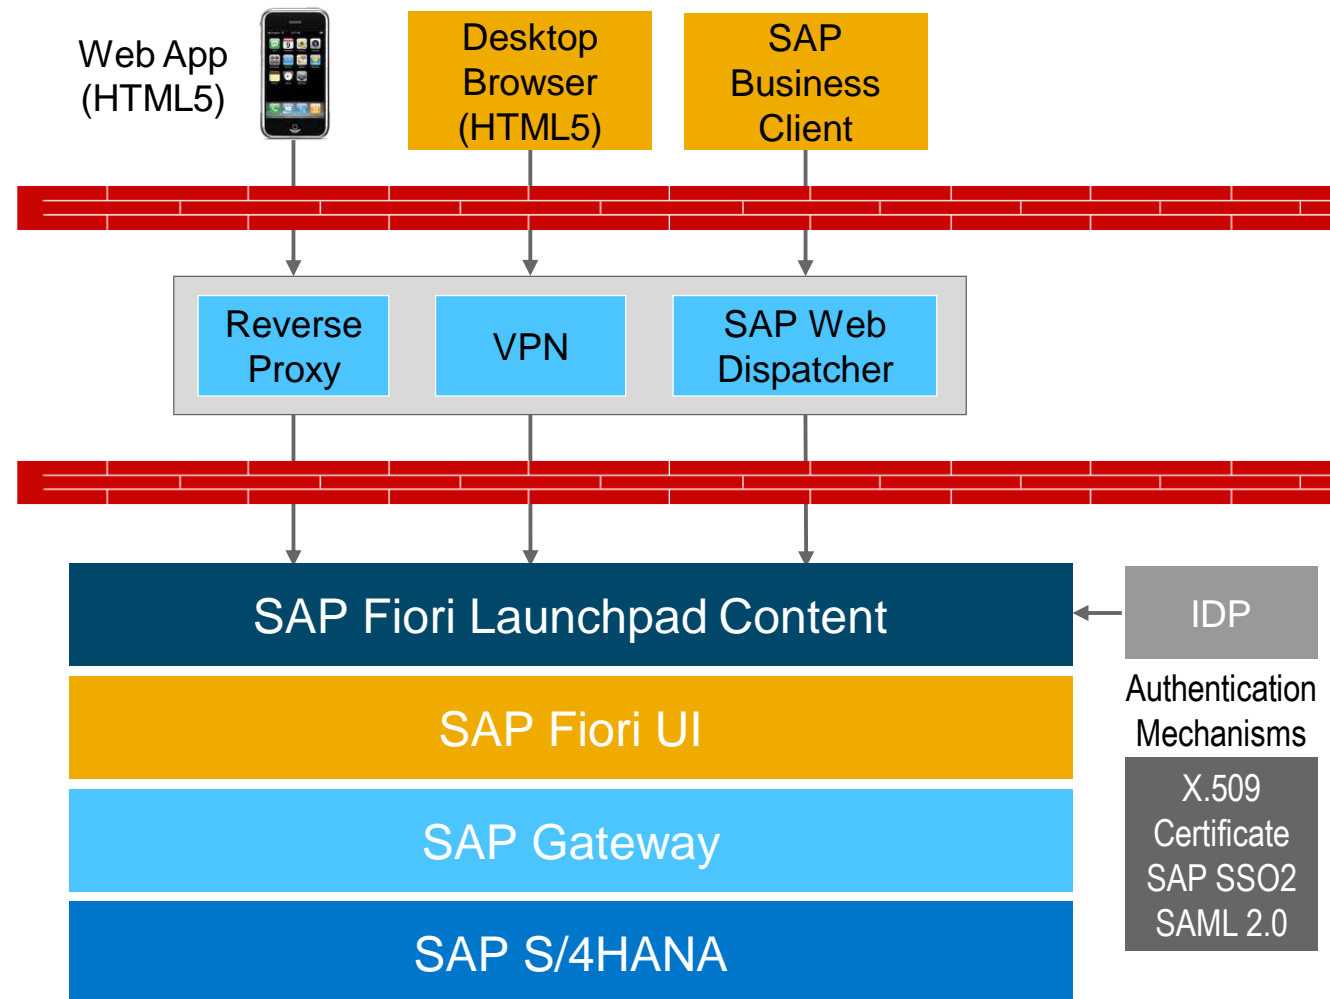 Web App
(HTML5)
Desktop
Browser
(HTML5)
SAP
Business
Client
Reverse
Proxy
VPN
SAP Web
Dispatcher
SAP Fiori Launchpad Content
IDP
SAP Fiori UI
Authentication
Mechanisms
SAP Gateway
X.509
Certificate
SAP SSO2
SAML 2.0
SAP S/4HANA